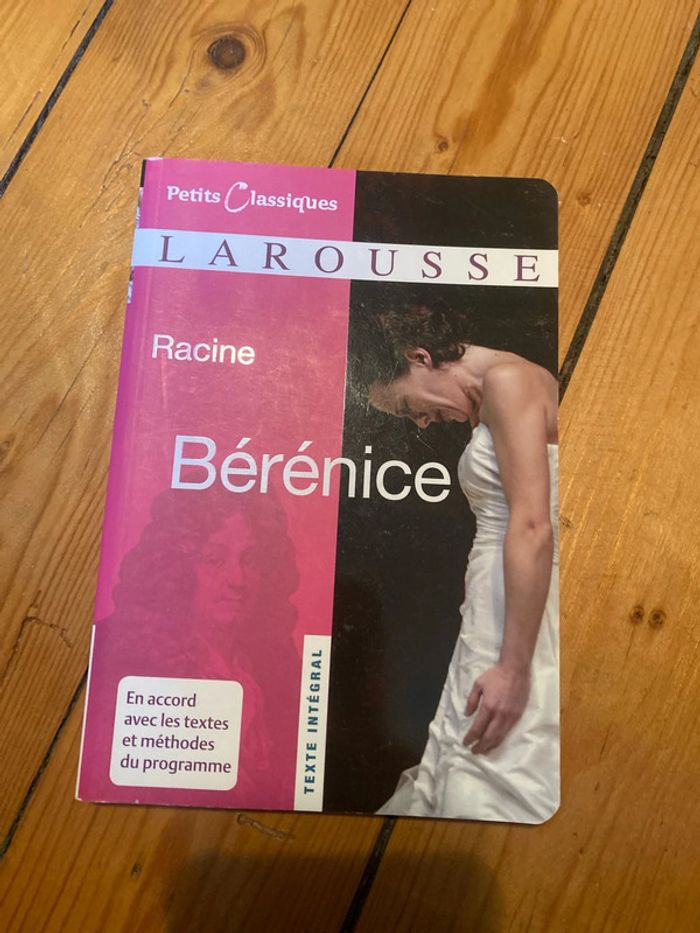 Petits Classiques
LAROUSSE
Racine
Bérénice
En accord
avec les textes
et méthodes
du programme
TEXTE INTÉGRAL